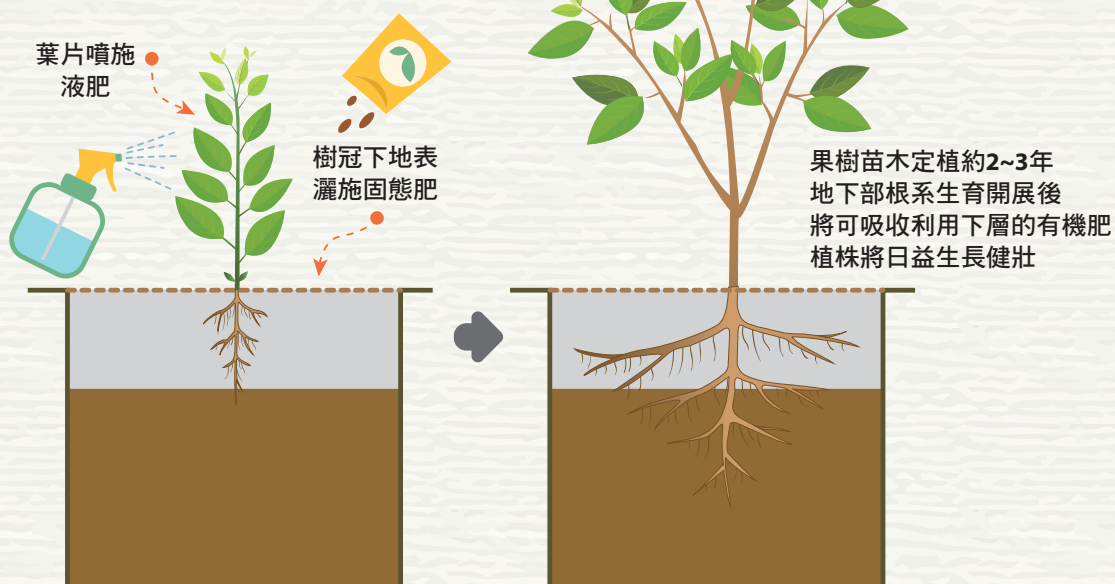 葉片噴施
液肥
樹冠下地表
灑施固態肥
果樹苗木定植約2~3年
地下部根系生育開展後
將可吸收利用下層的有機肥
植株將日益生長健壯